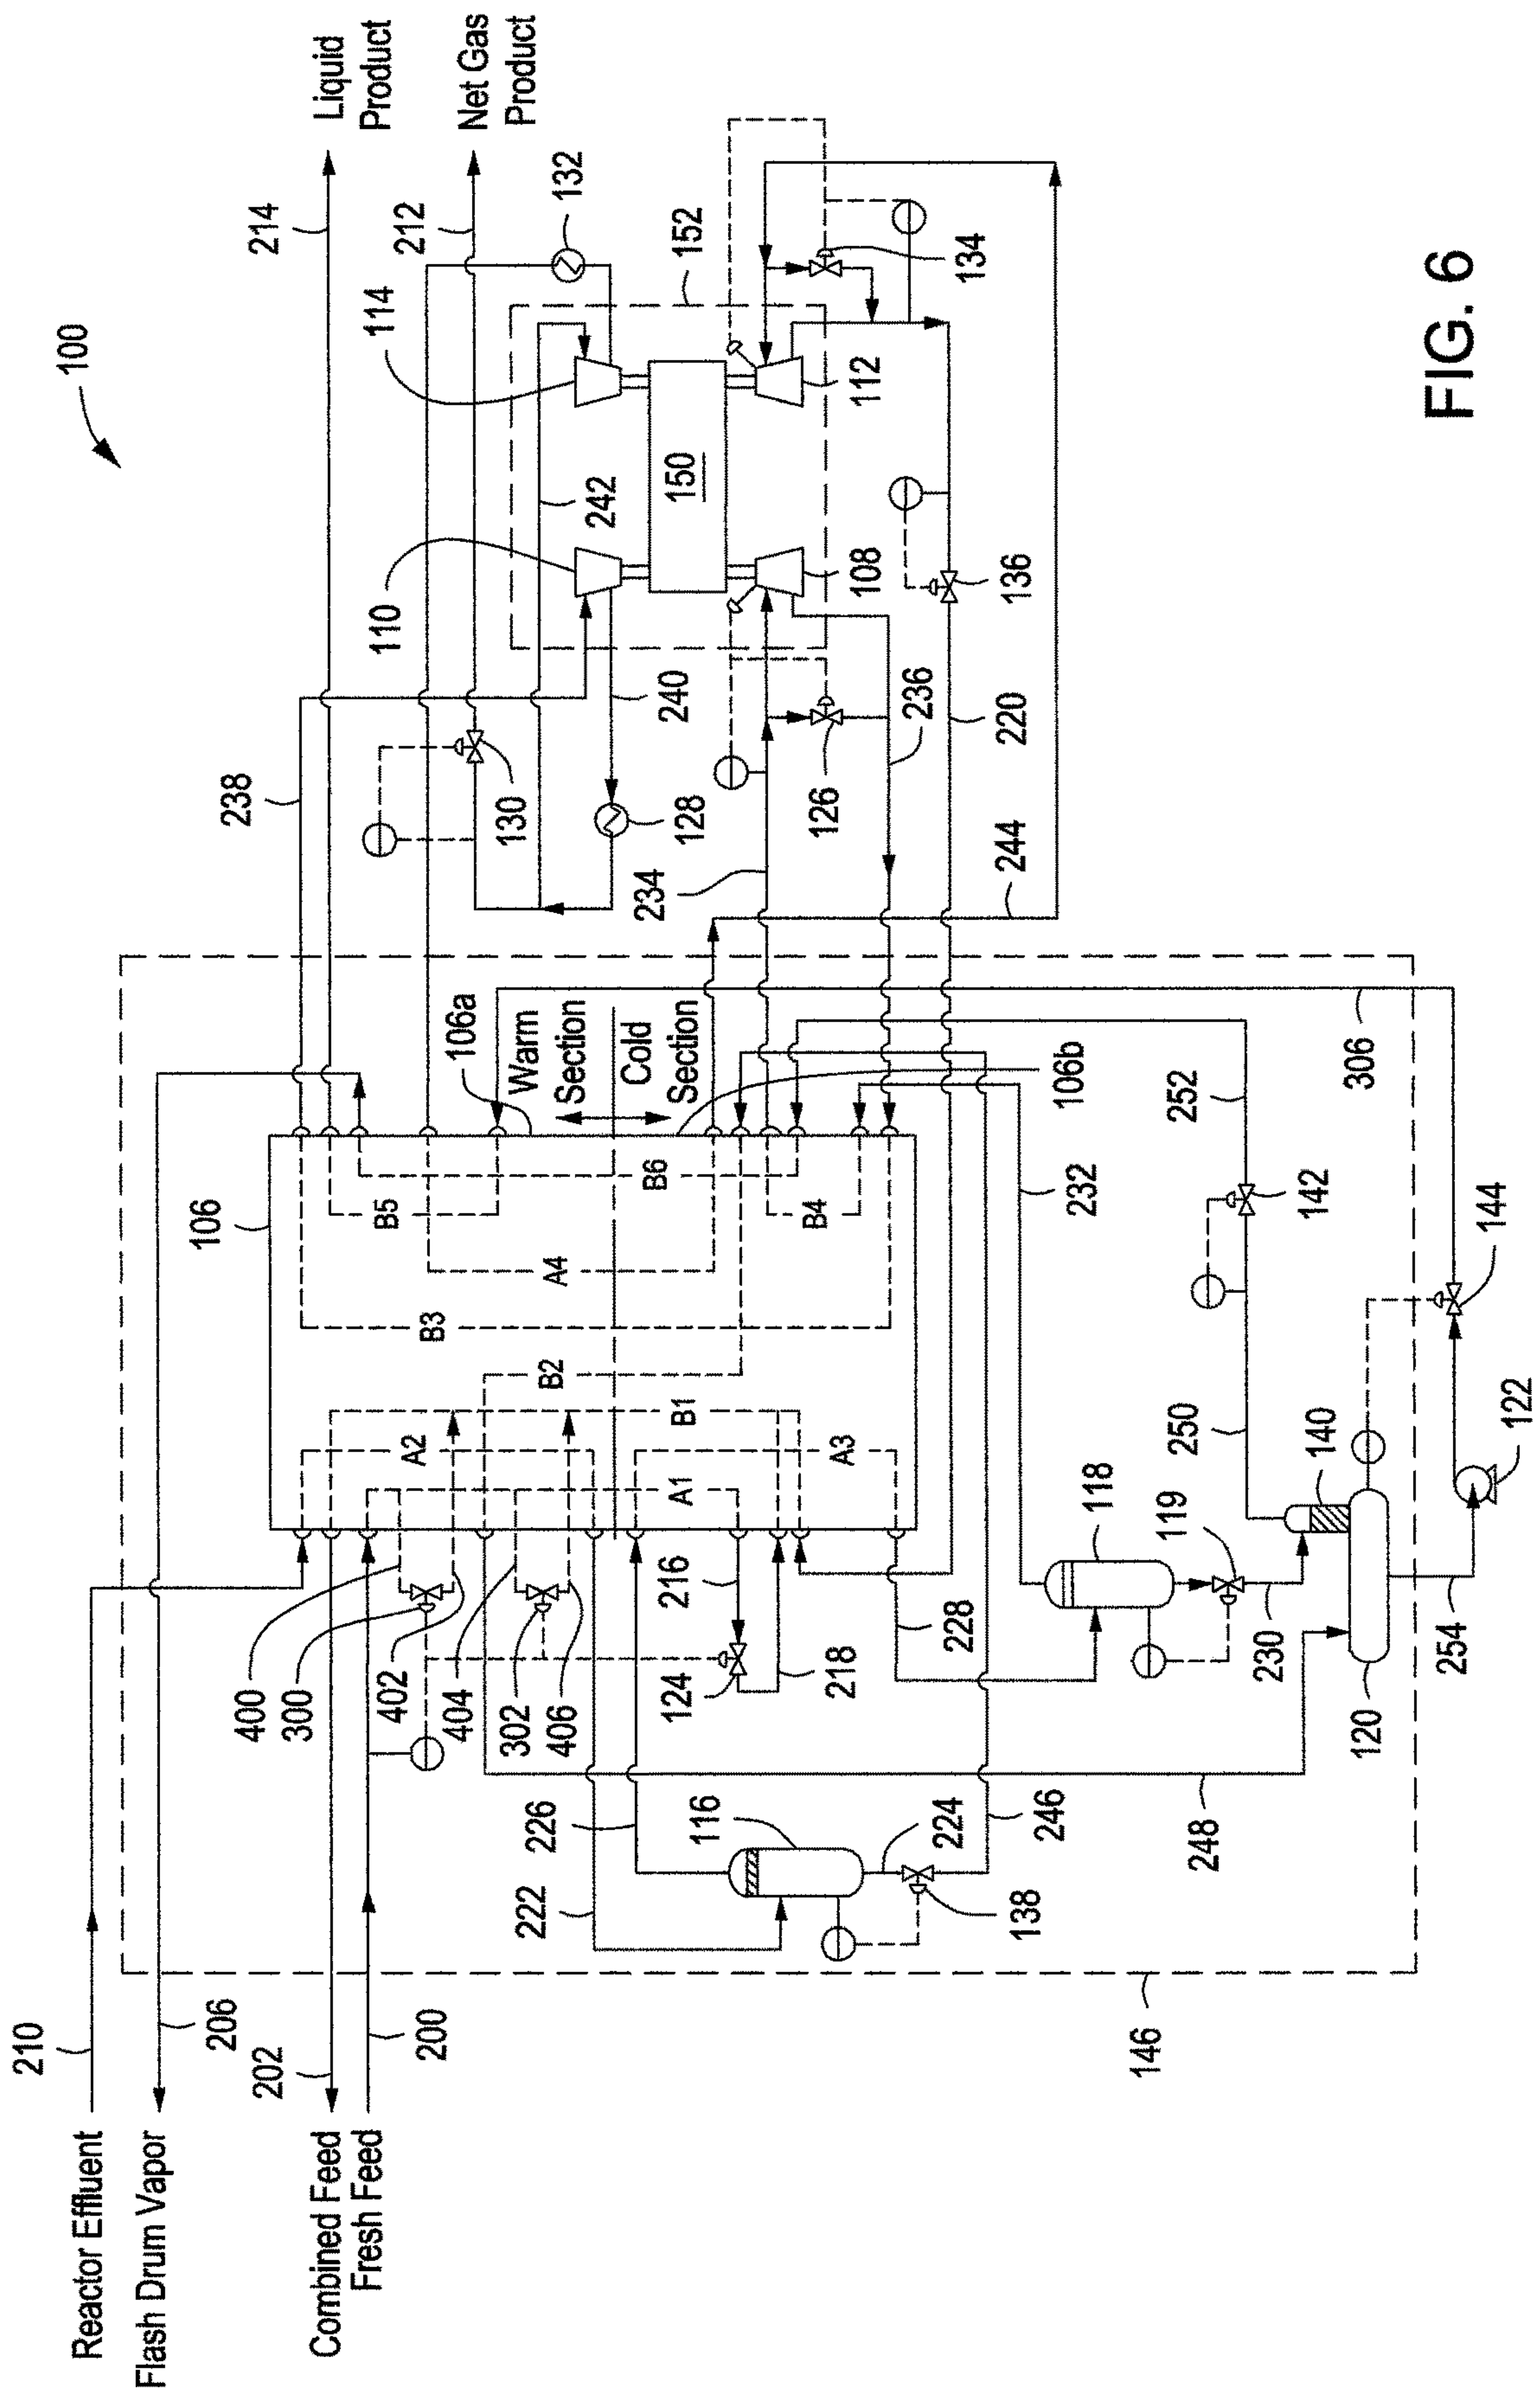 100
Liquid
Product
Net Gas
Product
214
212
132
114
152
134
110
242
150
112
108
136
240
236
220
238
130
128
126
234
244
106a
Warm
Section
Cold
Section
106b
306
106
B5
B6
B4
A4
B3
B2
B1
A2
A3
A1
232
252
142
144
250
140
122
118
119
400
300
402
404
302
406
216
124
218
228
230
254
120
222
226
116
224
138
246
248
210
206
202
200
146
Reactor Effluent
Flash Drum Vapor
Combined Feed
Fresh Feed
FIG. 6